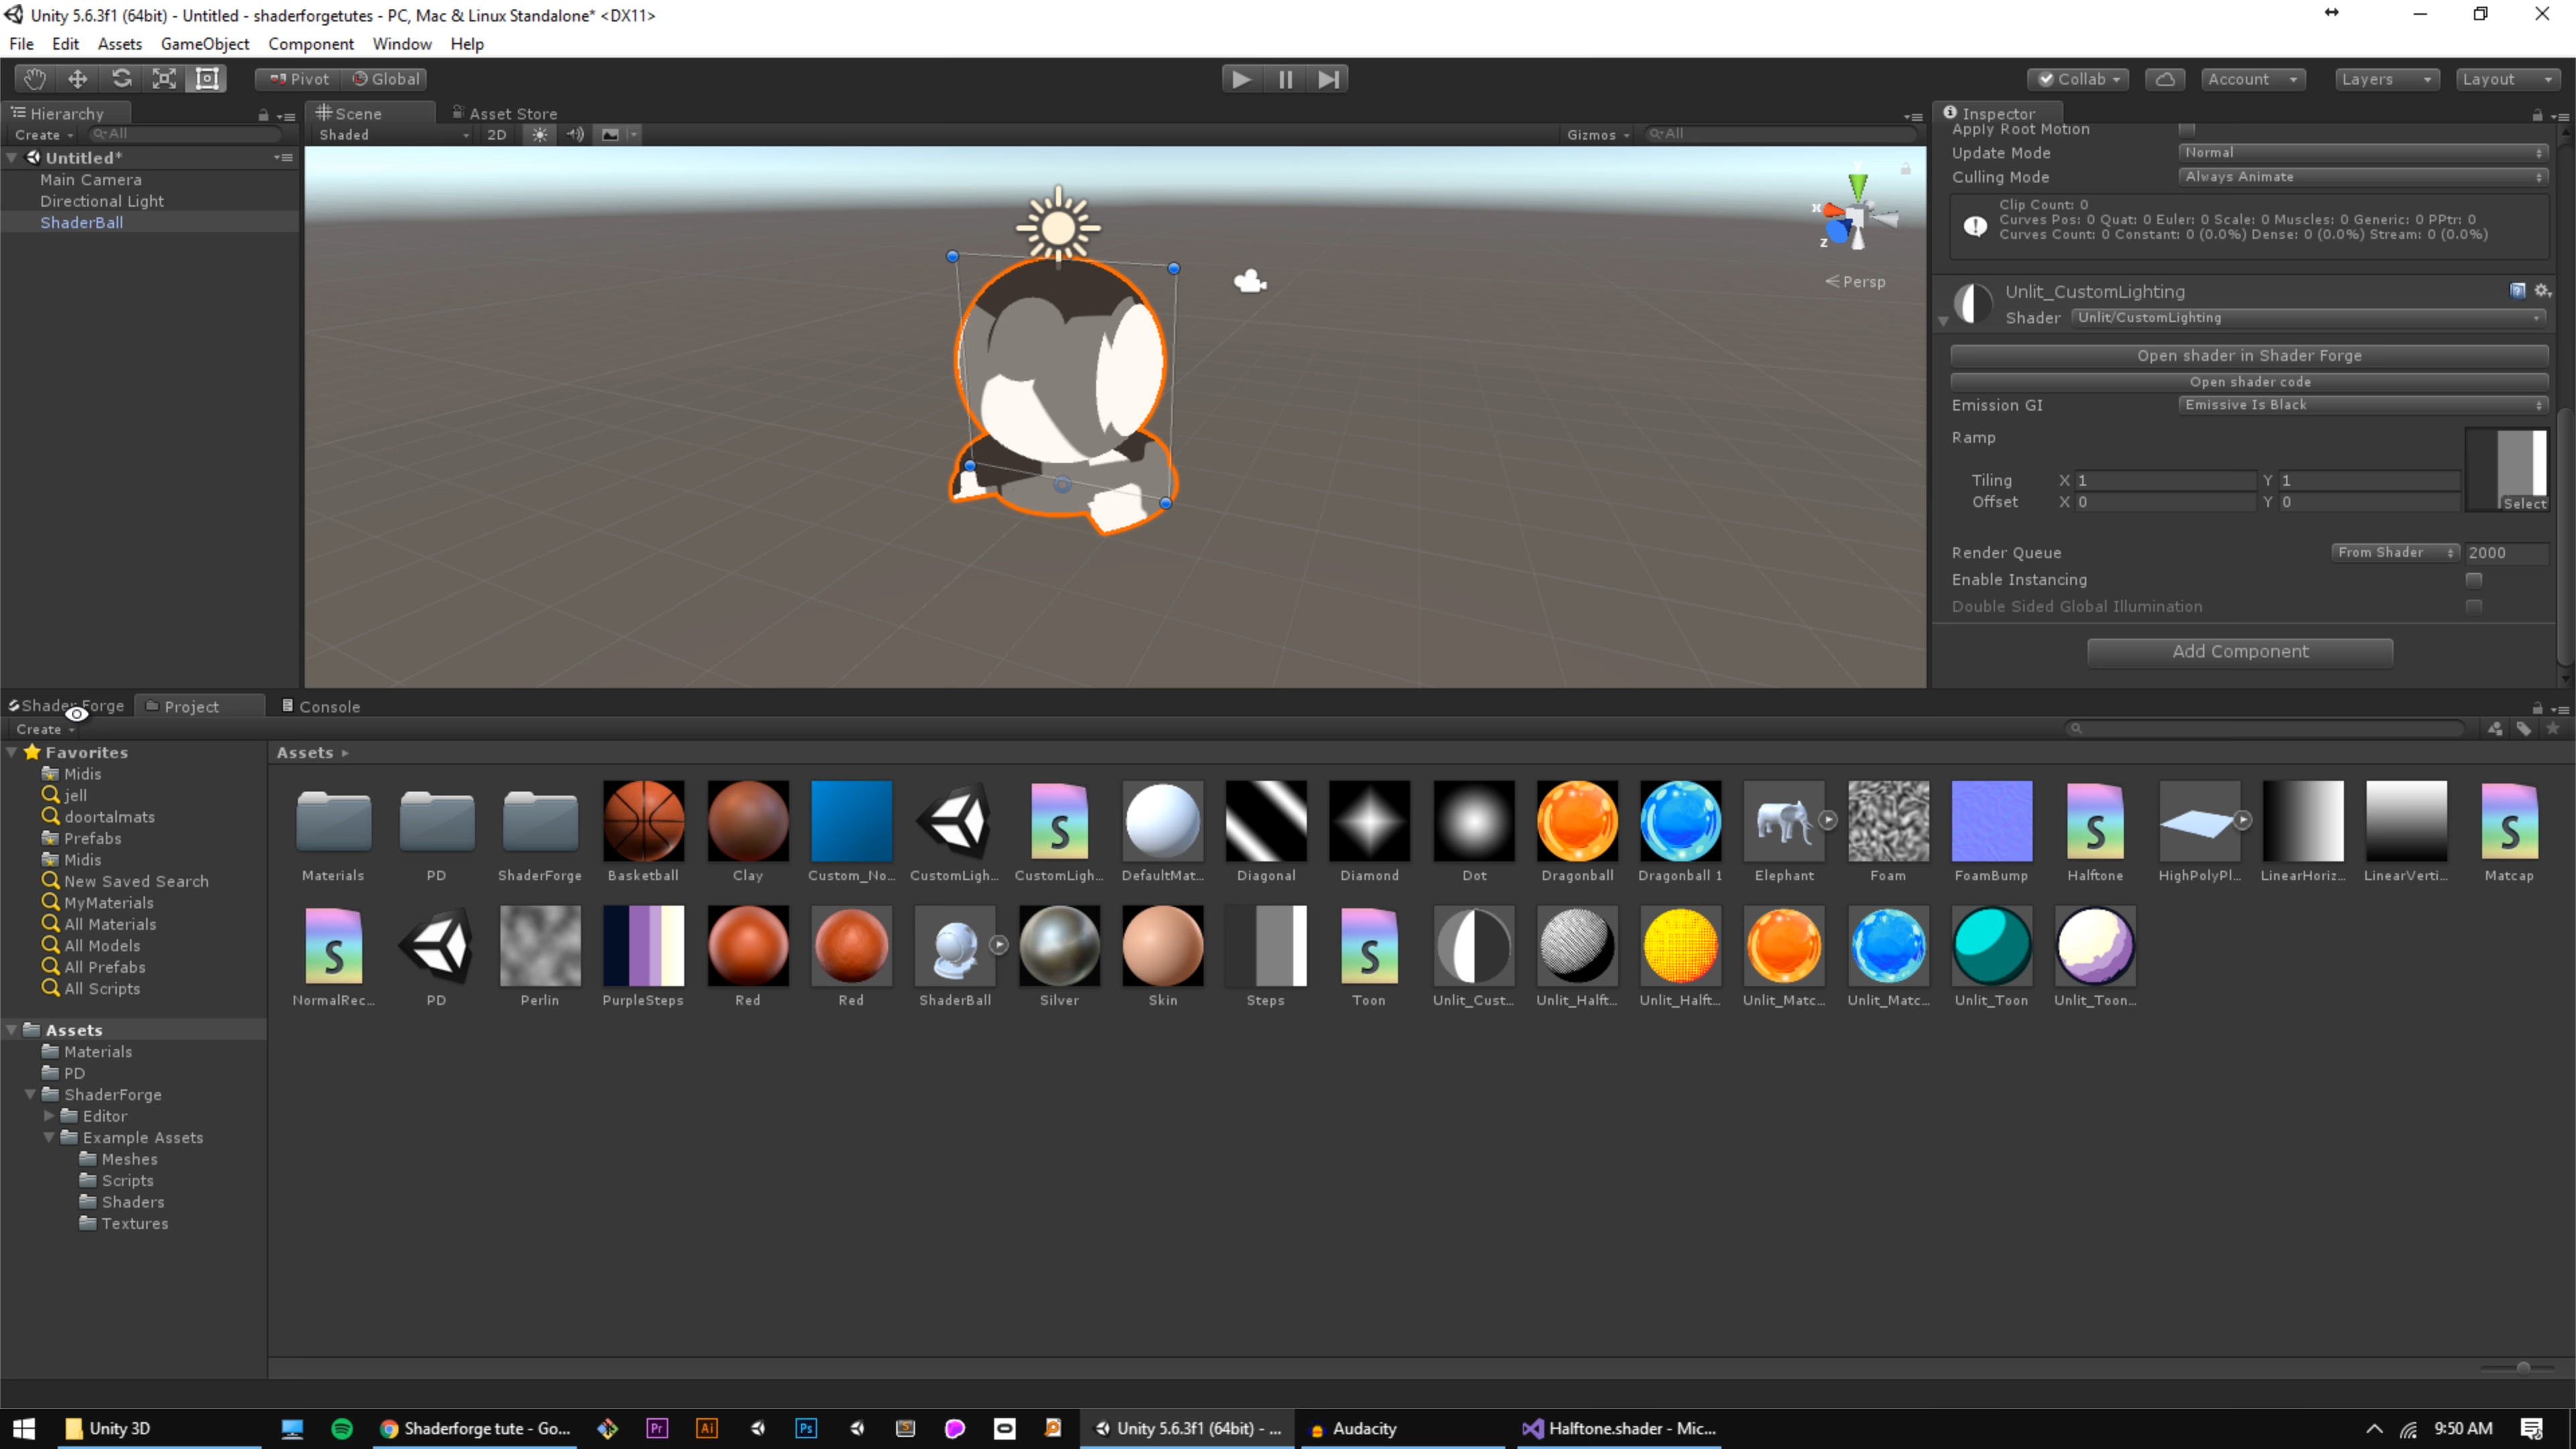 Unity 5.6.3f1 (64bit) - Untitled - shaderforgetutes - PC, Mac & Linux Standalone* <DX11>
File Edit Assets GameObject Component Window Help
Pivot Global Collab Account Layers Layout
Hierarchy
Create All
Untitled*
Main Camera
Directional Light
ShaderBall
Scene Asset Store
Shaded 2D Gizmos All
y
x
z
Persp
Inspector
Apply Root Motion
Update Mode Normal
Culling Mode Always Animate
Clip Count: 0
Curves Pos: 0 Quat: 0 Euler: 0 Scale: 0 Muscles: 0 Generic: 0 PPtr: 0
Curves Count: 0 Constant: 0 (0.0%) Dense: 0 (0.0%) Stream: 0 (0.0%)
Unlit_CustomLighting
Shader Unlit/CustomLighting
Open shader in Shader Forge
Open shader code
Emission GI Emissive Is Black
Ramp
Tiling X 1 Y 1
Offset X 0 Y 0
Select
Render Queue From Shader 2000
Enable Instancing
Double Sided Global Illumination
Add Component
Shader Forge Project Console
Create
Favorites
Midis
jell
doortalmats
Prefabs
Midis
New Saved Search
MyMaterials
All Materials
All Models
All Prefabs
All Scripts
Assets
Materials
PD
ShaderForge
Editor
Example Assets
Meshes
Scripts
Shaders
Textures
Assets
Materials PD ShaderForge Basketball Clay Custom_No... CustomLigh... CustomLigh... DefaultMat... Diagonal Diamond Dot Dragonball Dragonball 1 Elephant Foam FoamBump Halftone HighPolyPl... LinearHoriz... LinearVerti... Matcap
NormalRec... PD Perlin PurpleSteps Red Red ShaderBall Silver Skin Steps Toon Unlit_Cust... Unlit_Halft... Unlit_Halft... Unlit_Matc... Unlit_Matc... Unlit_Toon Unlit_Toon...
Unity 3D Shaderforge tute - Go... Pr Ai Ps Unity 5.6.3f1 (64bit) - ... Audacity Halftone.shader - Mic... 9:50 AM